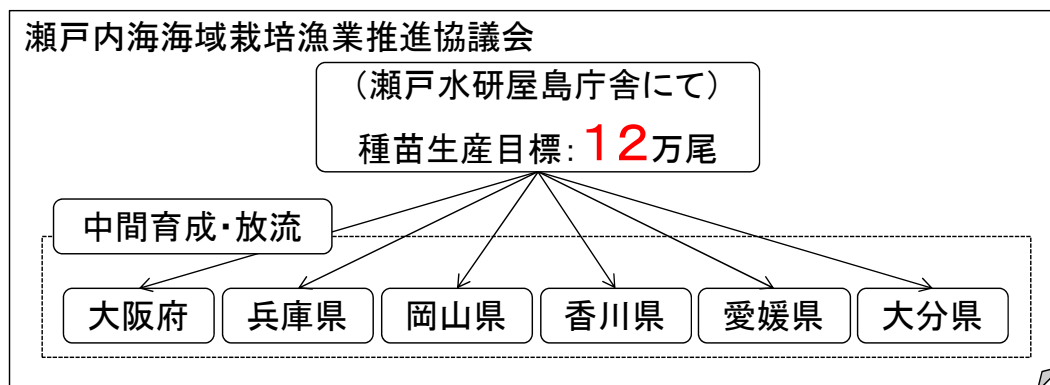 瀬戸内海海域栽培漁業推進協議会
(瀬戸水研屋島庁舎にて)
種苗生産目標：１２万尾
中間育成・放流
大阪府
兵庫県
岡山県
香川県
愛媛県
大分県